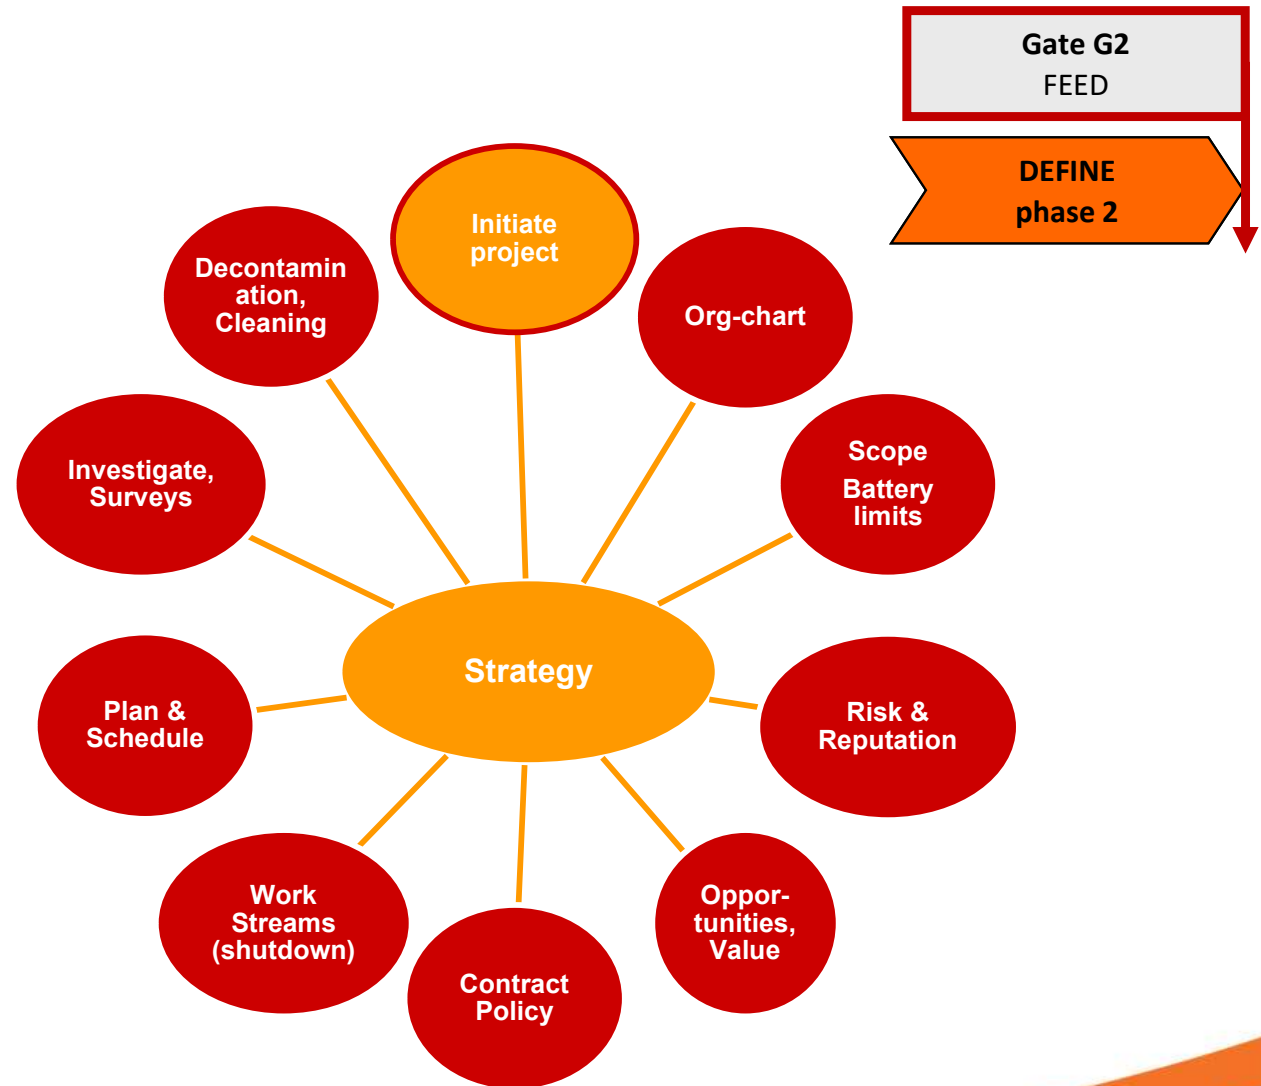 Gate G2
FEED
DEFINE
phase 2
Initiate
project
Decontamin
ation,
Cleaning
Org-chart
Scope
Battery
limits
Investigate,
Surveys
Strategy
Plan &
Schedule
Risk &
Reputation
Work
Streams
(shutdown)
Oppor-
tunities,
Value
Contract
Policy